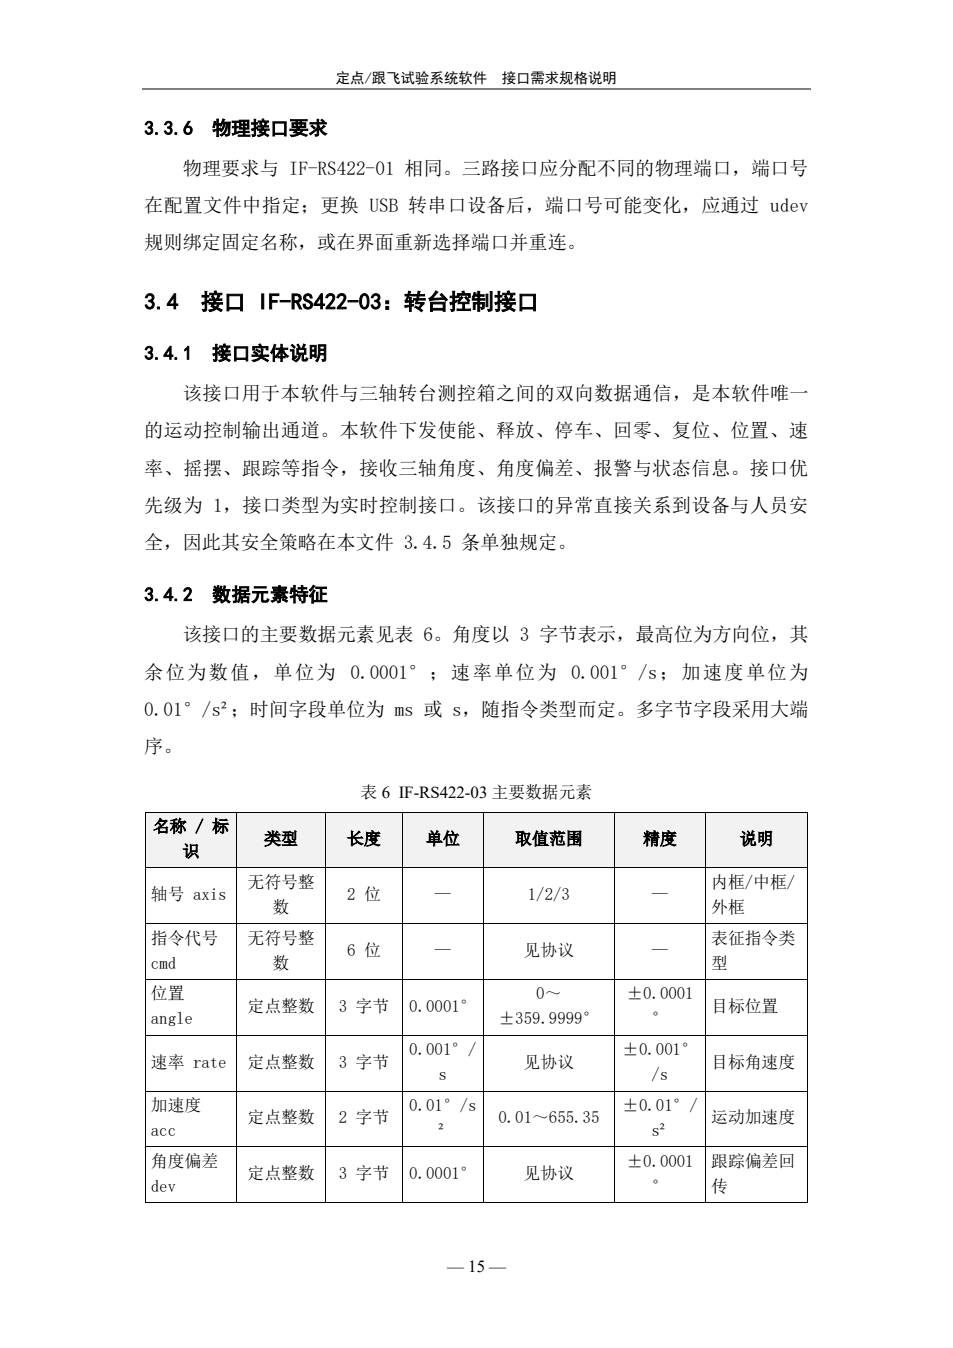 定点/跟飞试验系统软件　接口需求规格说明
3.3.6　物理接口要求
物理要求与 IF-RS422-01 相同。三路接口应分配不同的物理端口，端口号
在配置文件中指定；更换 USB 转串口设备后，端口号可能变化，应通过 udev
规则绑定固定名称，或在界面重新选择端口并重连。
3.4　接口 IF-RS422-03：转台控制接口
3.4.1　接口实体说明
该接口用于本软件与三轴转台测控箱之间的双向数据通信，是本软件唯一
的运动控制输出通道。本软件下发使能、释放、停车、回零、复位、位置、速
率、摇摆、跟踪等指令，接收三轴角度、角度偏差、报警与状态信息。接口优
先级为 1，接口类型为实时控制接口。该接口的异常直接关系到设备与人员安
全，因此其安全策略在本文件 3.4.5 条单独规定。
3.4.2　数据元素特征
该接口的主要数据元素见表 6。角度以 3 字节表示，最高位为方向位，其
余位为数值，单位为 0.0001°；速率单位为 0.001°/s；加速度单位为
0.01°/s²；时间字段单位为 ms 或 s，随指令类型而定。多字节字段采用大端
序。
表 6 IF-RS422-03 主要数据元素
名称 / 标识　类型　长度　单位　取值范围　精度　说明
轴号 axis　无符号整数　2 位　—　1/2/3　—　内框/中框/外框
指令代号 cmd　无符号整数　6 位　—　见协议　—　表征指令类型
位置 angle　定点整数　3 字节　0.0001°　0～±359.9999°　±0.0001°　目标位置
速率 rate　定点整数　3 字节　0.001°/s　见协议　±0.001°/s　目标角速度
加速度 acc　定点整数　2 字节　0.01°/s²　0.01～655.35　±0.01°/s²　运动加速度
角度偏差 dev　定点整数　3 字节　0.0001°　见协议　±0.0001°　跟踪偏差回传
— 15 —